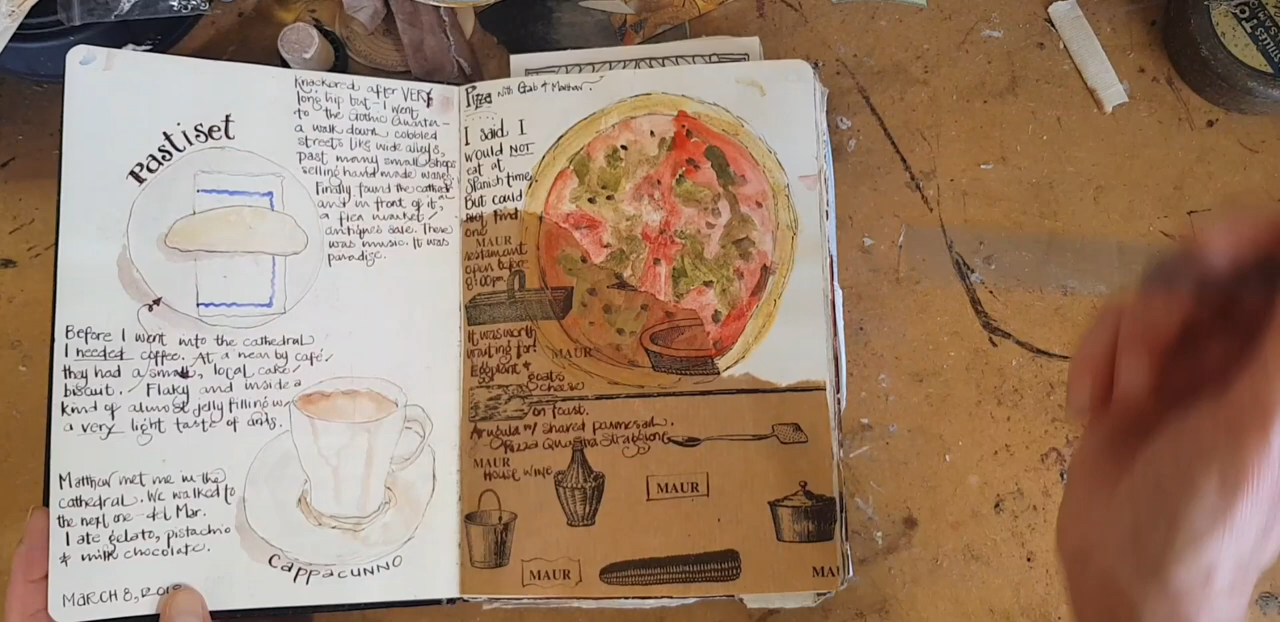 Knackered after VERY
long trip but - I went
to the Gothic Quarter -
a walk down cobbled
streets like wide alleys,
past many small shops
selling hand made wares.
Finally found the
and in front of it,
a flea market /
antiques sale. There
was music. It was
paradise.
Pastiset
Before I went into the cathedral
I needed coffee. At a near by café
they had a small, local cake /
biscuit. Flaky and inside a
kind of almost jelly filling w/
a very light taste of
Matthew met me in the
cathedral. We walked to
the next one - del Mar.
I ate gelato, pistachio
& milk chocolate.
Cappacunno
MARCH 8,
Pizza with Gab &
I said I
would NOT
eat at
Spanish time
But could
not find
one
MAUR
restaurant
open before
8:00pm.
It was worth
waiting for!
MAUR
Eggplant &
goats
cheese
on toast.
Arugula w/ shaved parmesan.
Pizza
MAUR
House wine
MAUR
MAUR
MAU